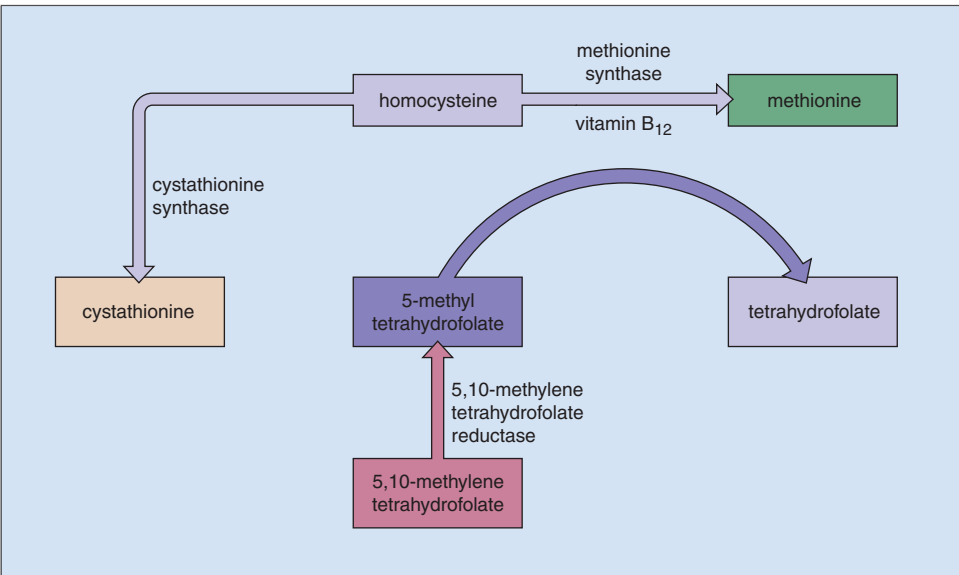 methionine
synthase
homocysteine
methionine
vitamin B12
cystathionine
synthase
cystathionine
5-methyl
tetrahydrofolate
tetrahydrofolate
5,10-methylene
tetrahydrofolate
reductase
5,10-methylene
tetrahydrofolate